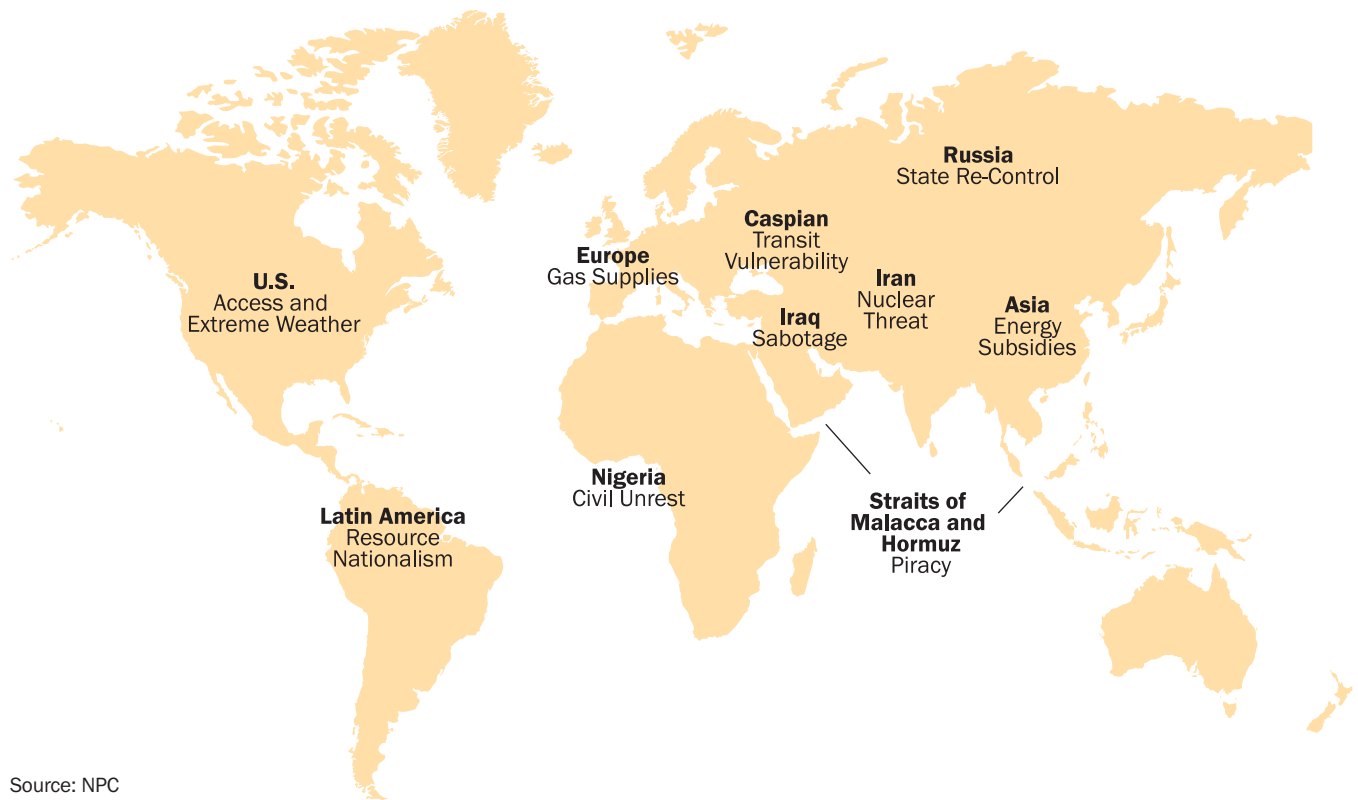 Russia
State Re-Control
Caspian
Transit
Vulnerability
Europe
Gas Supplies
U.S.
Access and
Extreme Weather
Iran
Nuclear
Threat
Asia
Energy
Subsidies
Iraq
Sabotage
Nigeria
Civil Unrest
Latin America
Resource
Nationalism
Straits of
Malacca and
Hormuz
Piracy
Source: NPC